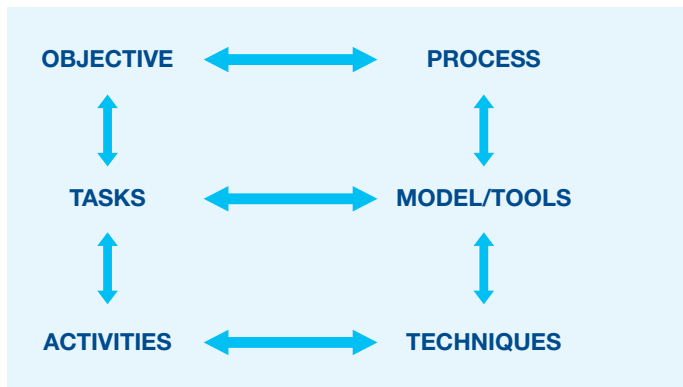 OBJECTIVE PROCESS
TASKS MODEL/TOOLS
ACTIVITIES TECHNIQUES